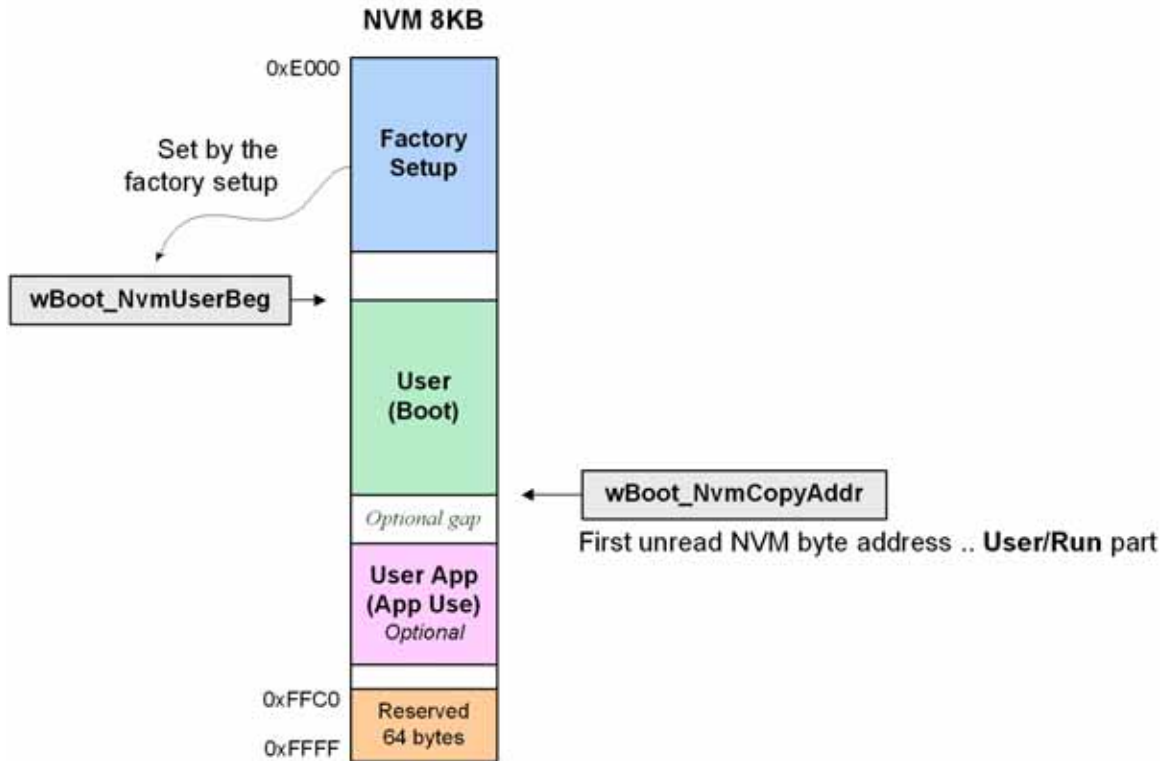 NVM 8KB
0xE000
Factory
Setup
Set by the
factory setup
wBoot_NvmUserBeg
User
(Boot)
wBoot_NvmCopyAddr
Optional gap
First unread NVM byte address .. User/Run part
User App
(App Use)
Optional
0xFFC0
Reserved
64 bytes
0xFFFF